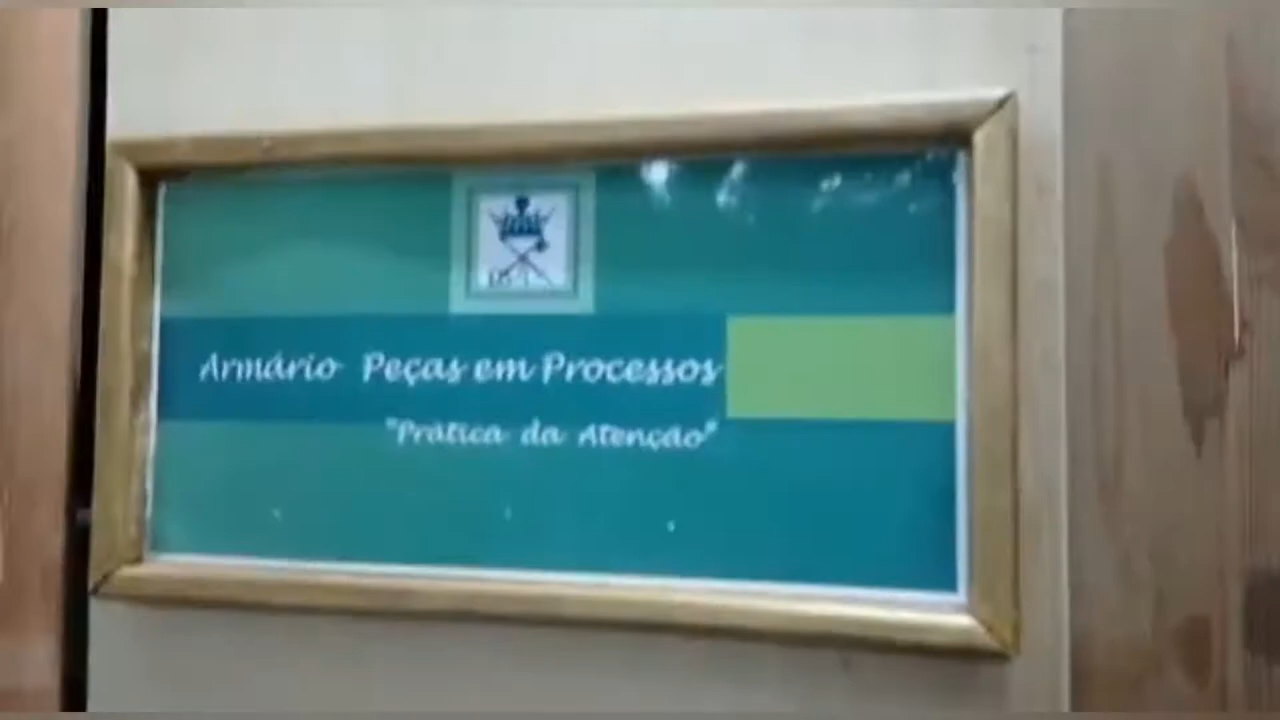 Armário Peças em Processos
"Prática da Atenção"